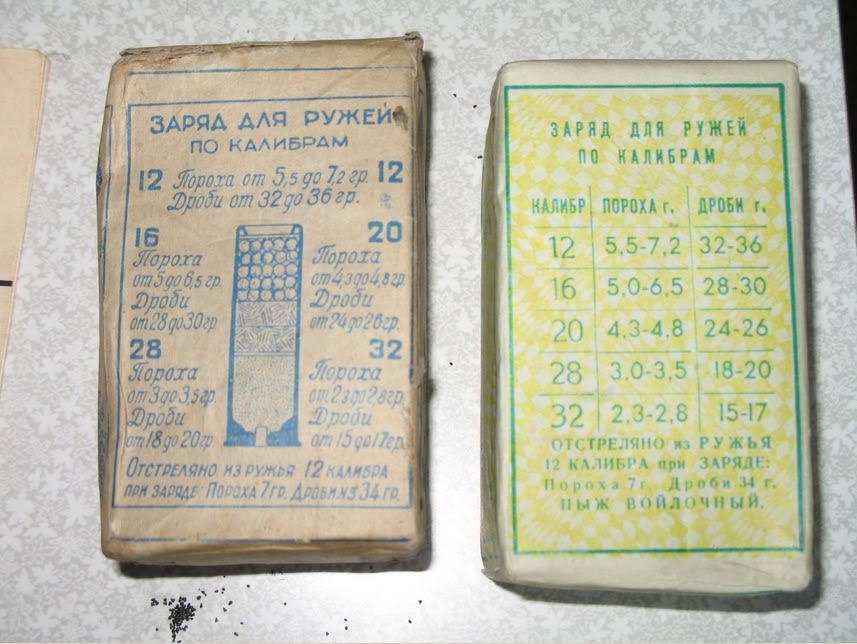 ЗАРЯД ДЛЯ РУЖЕЙ
ПО КАЛИБРАМ
12 Пороха от 5,5 до 7,2 гр. 12
Дроби от 32 до 36 гр.
16
Пороха
от 5 до 6,5 гр.
Дроби
от 28 до 30 гр
20
Пороха
от 4,3 до 4,8 гр.
Дроби
от 24 до 26 гр.
28
Пороха
от 3 до 3,5 гр.
Дроби
от 18 до 20 гр
32
Пороха
от 2,3 до 2,8 гр.
Дроби
от 15 до 17 гр.
ОТСТРЕЛЯНО ИЗ РУЖЬЯ 12 КАЛИБРА
ПРИ ЗАРЯДЕ: ПОРОХА 7 ГР. ДРОБИ 34 ГР.
ЗАРЯД ДЛЯ РУЖЕЙ
ПО КАЛИБРАМ
КАЛИБР ПОРОХА г. ДРОБИ г.
12 5,5-7,2 32-36
16 5,0-6,5 28-30
20 4,3-4,8 24-26
28 3,0-3,5 18-20
32 2,3-2,8 15-17
ОТСТРЕЛЯНО из РУЖЬЯ
12 КАЛИБРА при ЗАРЯДЕ:
Пороха 7 г. Дроби 34 г.
ПЫЖ ВОЙЛОЧНЫЙ.